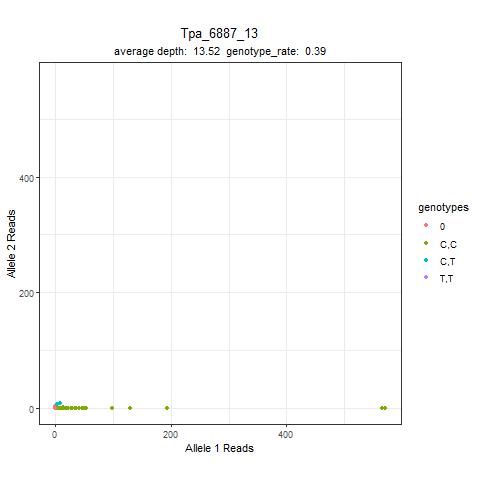 Tpa_6887_13
average depth: 13.52 genotype_rate: 0.39
Allele 2 Reads
400
200
0
0
200
400
Allele 1 Reads
genotypes
0
C,C
C,T
T,T